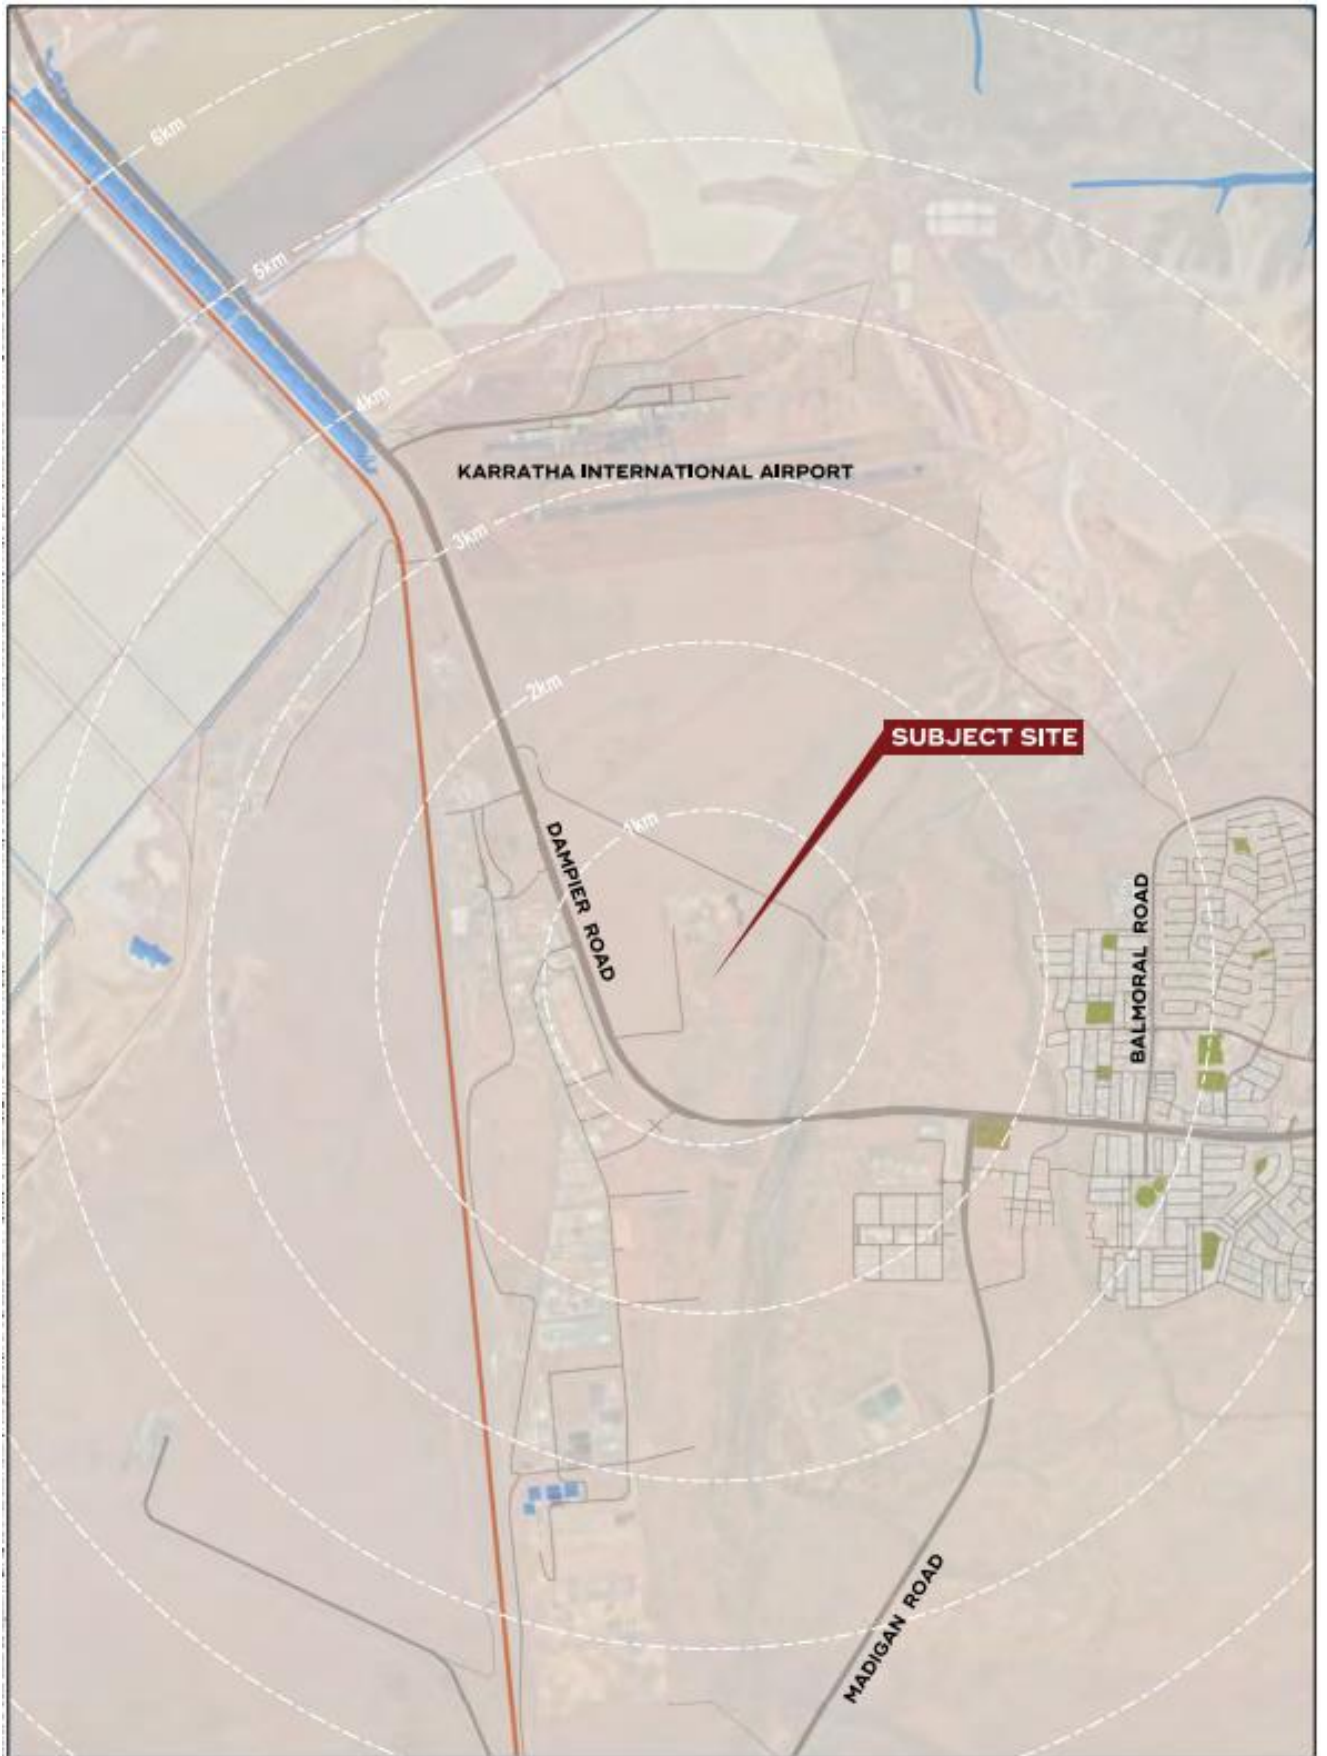 6km
5km
4km
KARRATHA INTERNATIONAL AIRPORT
3km
2km
SUBJECT SITE
1km
DAMPIER ROAD
BALMORAL ROAD
MADIGAN ROAD